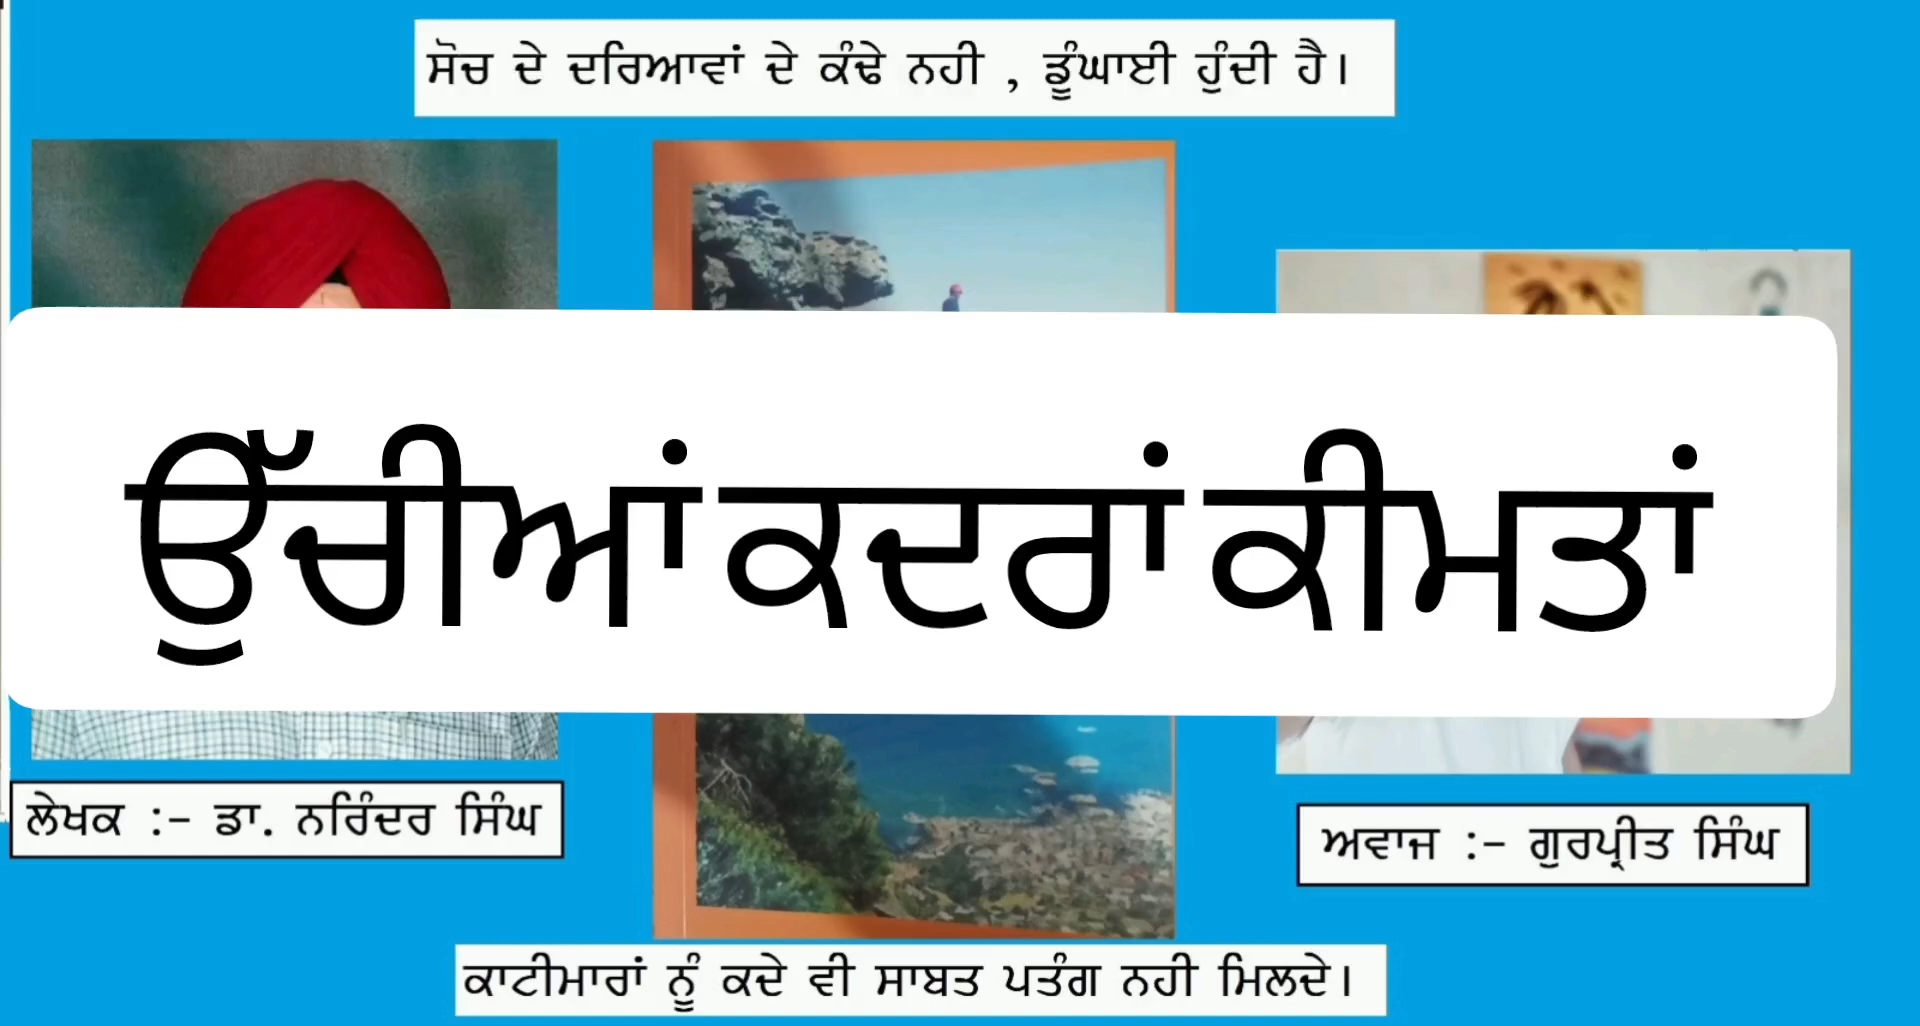 ਸੋਚ ਦੇ ਦਰਿਆਵਾਂ ਦੇ ਕੰਢੇ ਨਹੀ , ਡੂੰਘਾਈ ਹੁੰਦੀ ਹੈ।
ਉੱਚੀਆਂ ਕਦਰਾਂ ਕੀਮਤਾਂ
ਲੇਖਕ :- ਡਾ. ਨਰਿੰਦਰ ਸਿੰਘ
ਅਵਾਜ :- ਗੁਰਪ੍ਰੀਤ ਸਿੰਘ
ਕਾਟੀਮਾਰਾਂ ਨੂੰ ਕਦੇ ਵੀ ਸਾਬਤ ਪਤੰਗ ਨਹੀ ਮਿਲਦੇ।